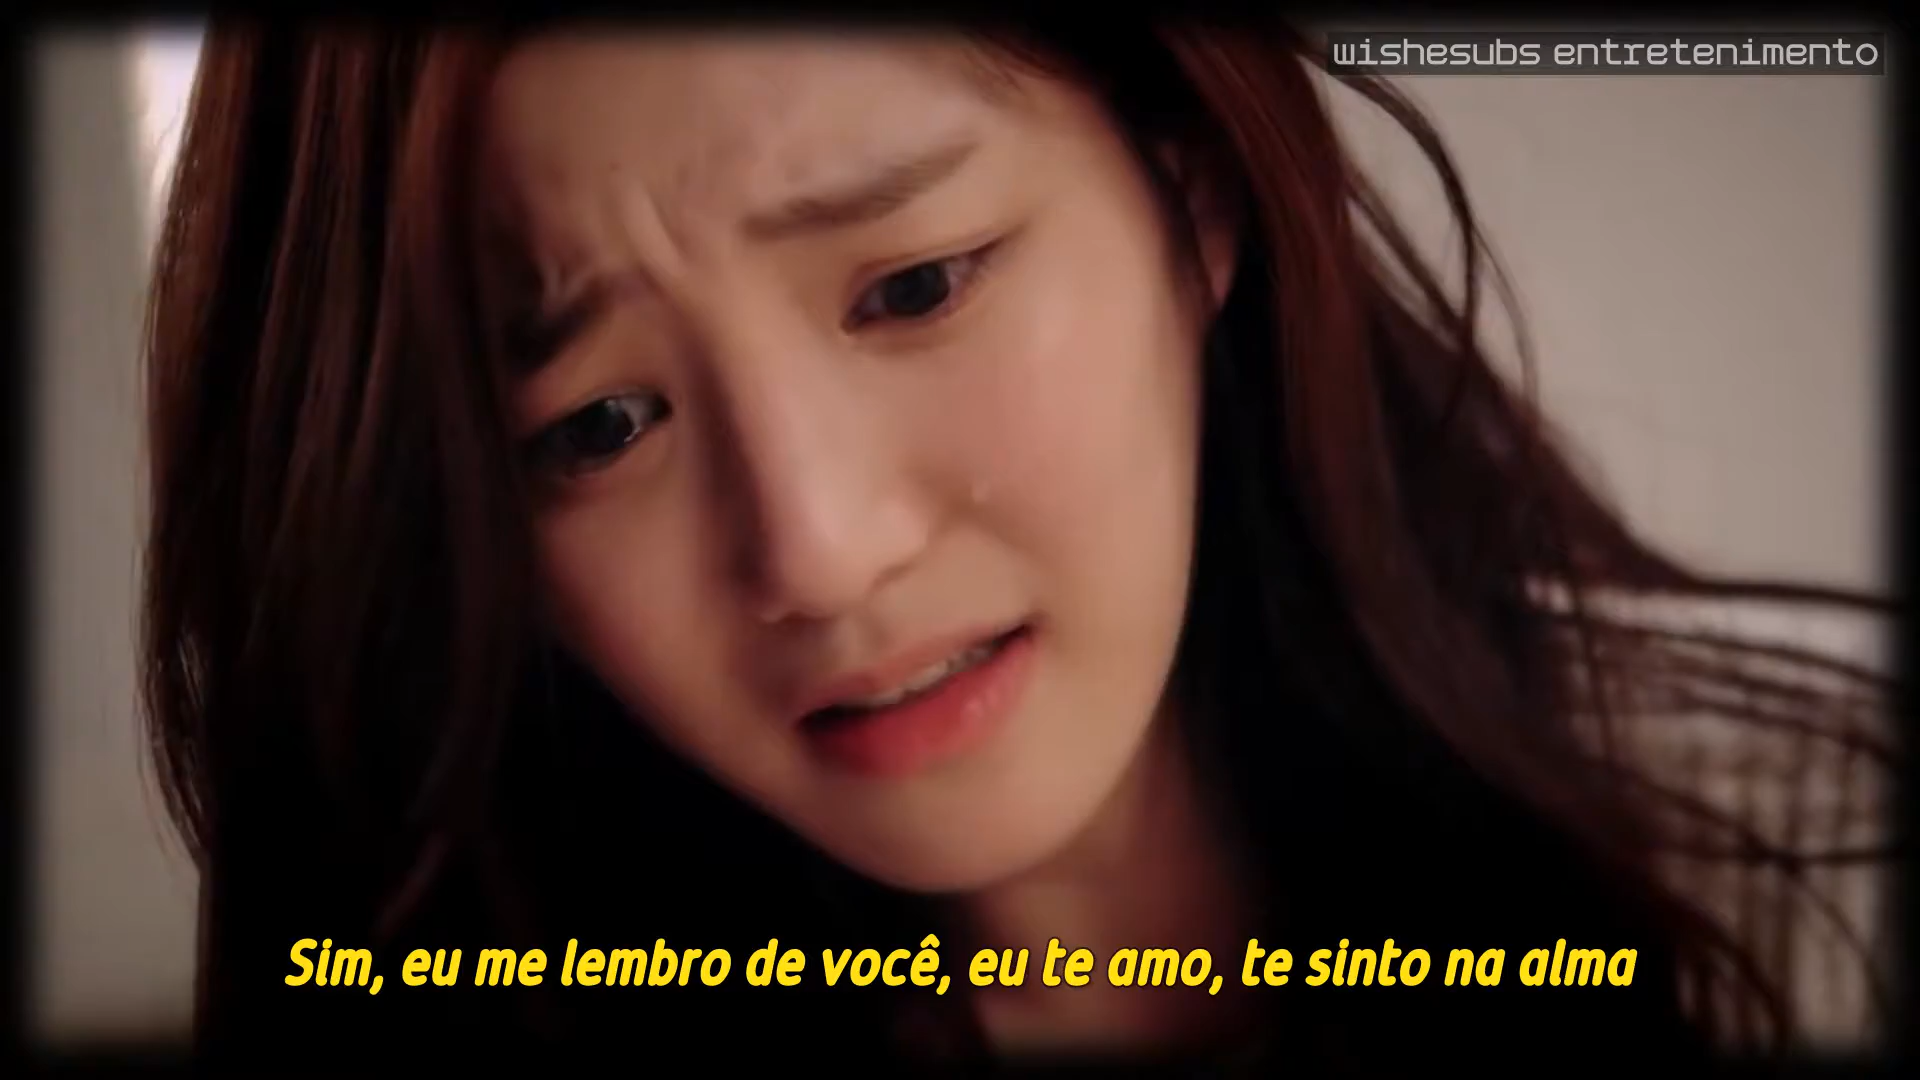 wishesubs entretenimento
Sim, eu me lembro de você, eu te amo, te sinto na alma